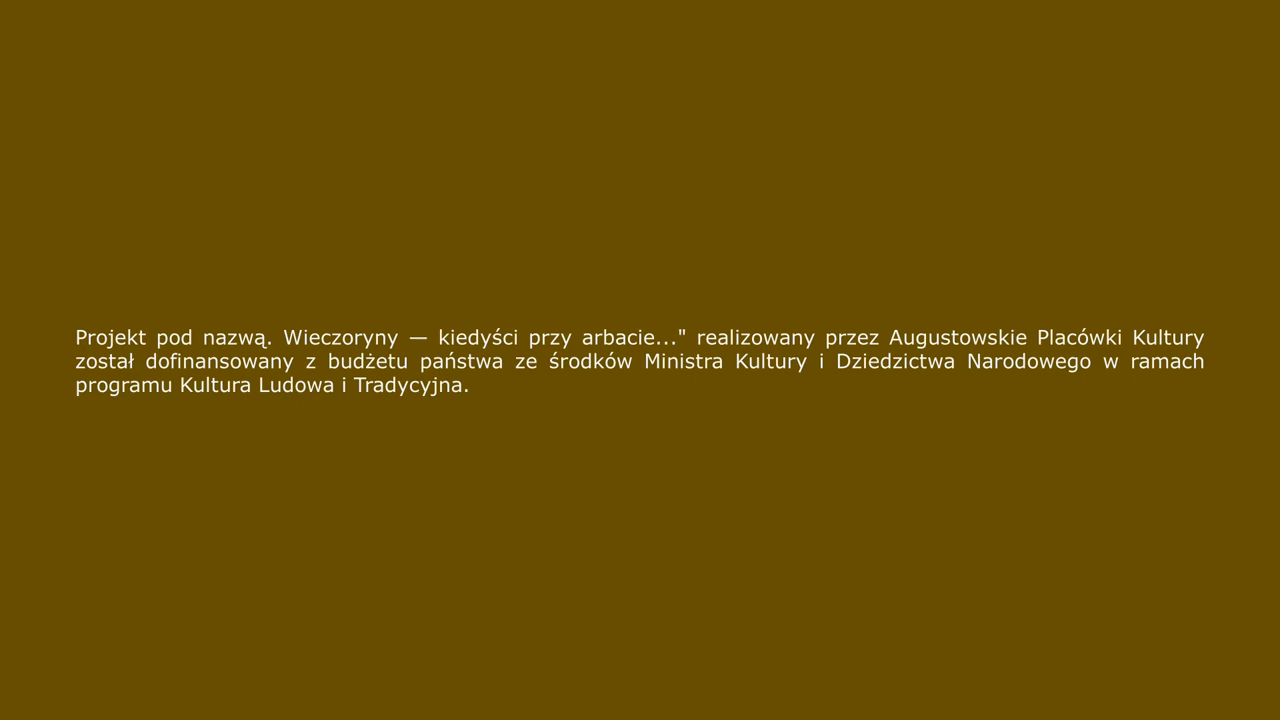 Projekt pod nazwą. Wieczoryny — kiedyści przy arbacie..." realizowany przez Augustowskie Placówki Kultury
został dofinansowany z budżetu państwa ze środków Ministra Kultury i Dziedzictwa Narodowego w ramach
programu Kultura Ludowa i Tradycyjna.